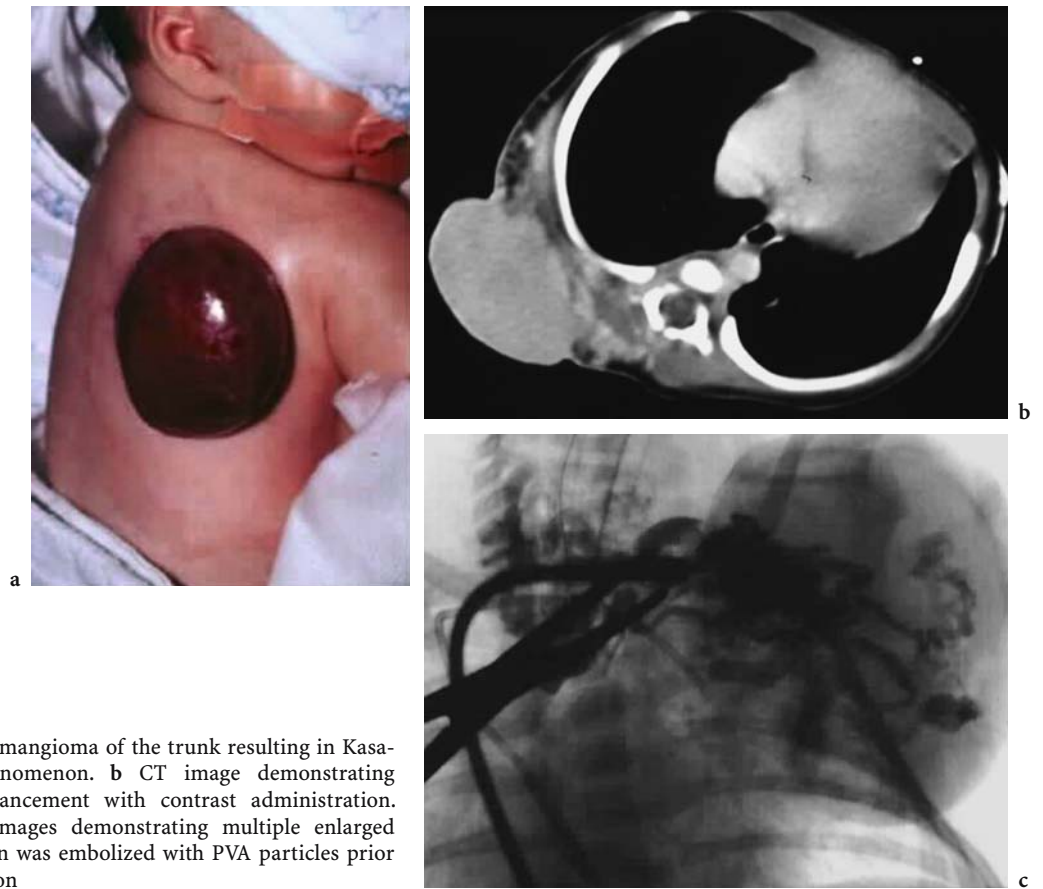 a
b
mangioma of the trunk resulting in Kasa-
nomenon. b CT image demonstrating
ancement with contrast administration.
mages demonstrating multiple enlarged
n was embolized with PVA particles prior
on
c